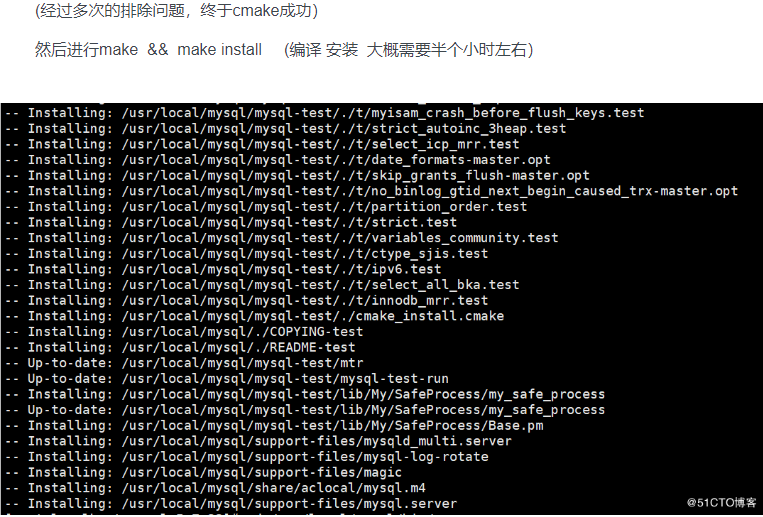 (经过多次的排除问题，终于cmake成功)
然后进行make && make install (编译 安装 大概需要半个小时左右)
-- Installing: /usr/local/mysql/mysql-test/./t/myisam_crash_before_flush_keys.test
-- Installing: /usr/local/mysql/mysql-test/./t/strict_autoinc_3heap.test
-- Installing: /usr/local/mysql/mysql-test/./t/select_icp_mrr.test
-- Installing: /usr/local/mysql/mysql-test/./t/date_formats-master.opt
-- Installing: /usr/local/mysql/mysql-test/./t/skip_grants_flush-master.opt
-- Installing: /usr/local/mysql/mysql-test/./t/no_binlog_gtid_next_begin_caused_trx-master.opt
-- Installing: /usr/local/mysql/mysql-test/./t/partition_order.test
-- Installing: /usr/local/mysql/mysql-test/./t/strict.test
-- Installing: /usr/local/mysql/mysql-test/./t/variables_community.test
-- Installing: /usr/local/mysql/mysql-test/./t/ctype_sjis.test
-- Installing: /usr/local/mysql/mysql-test/./t/ipv6.test
-- Installing: /usr/local/mysql/mysql-test/./t/select_all_bka.test
-- Installing: /usr/local/mysql/mysql-test/./t/innodb_mrr.test
-- Installing: /usr/local/mysql/mysql-test/./cmake_install.cmake
-- Installing: /usr/local/mysql/./COPYING-test
-- Installing: /usr/local/mysql/./README-test
-- Up-to-date: /usr/local/mysql/mysql-test/mtr
-- Up-to-date: /usr/local/mysql/mysql-test/mysql-test-run
-- Installing: /usr/local/mysql/mysql-test/lib/My/SafeProcess/my_safe_process
-- Up-to-date: /usr/local/mysql/mysql-test/lib/My/SafeProcess/my_safe_process
-- Installing: /usr/local/mysql/mysql-test/lib/My/SafeProcess/Base.pm
-- Installing: /usr/local/mysql/support-files/mysqld_multi.server
-- Installing: /usr/local/mysql/support-files/mysql-log-rotate
-- Installing: /usr/local/mysql/support-files/magic
-- Installing: /usr/local/mysql/share/aclocal/mysql.m4
-- Installing: /usr/local/mysql/support-files/mysql.server
@51CTO博客